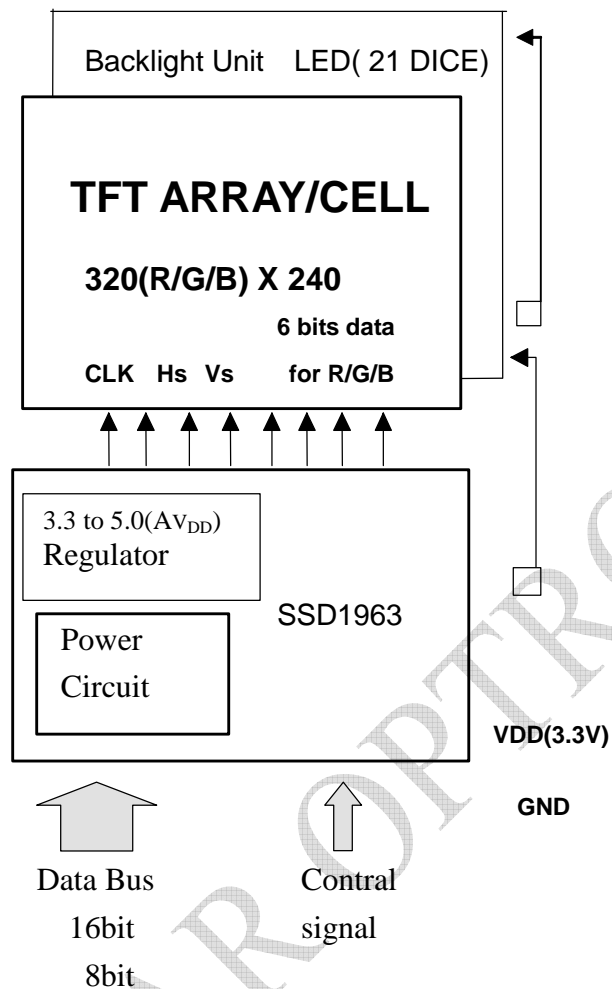 Backlight Unit LED( 21 DICE)
TFT ARRAY/CELL
320(R/G/B) X 240
6 bits data
CLK Hs Vs for R/G/B
3.3 to 5.0(AVDD)
Regulator
SSD1963
Power
Circuit
VDD(3.3V)
GND
Data Bus
16bit
8bit
Contral
signal